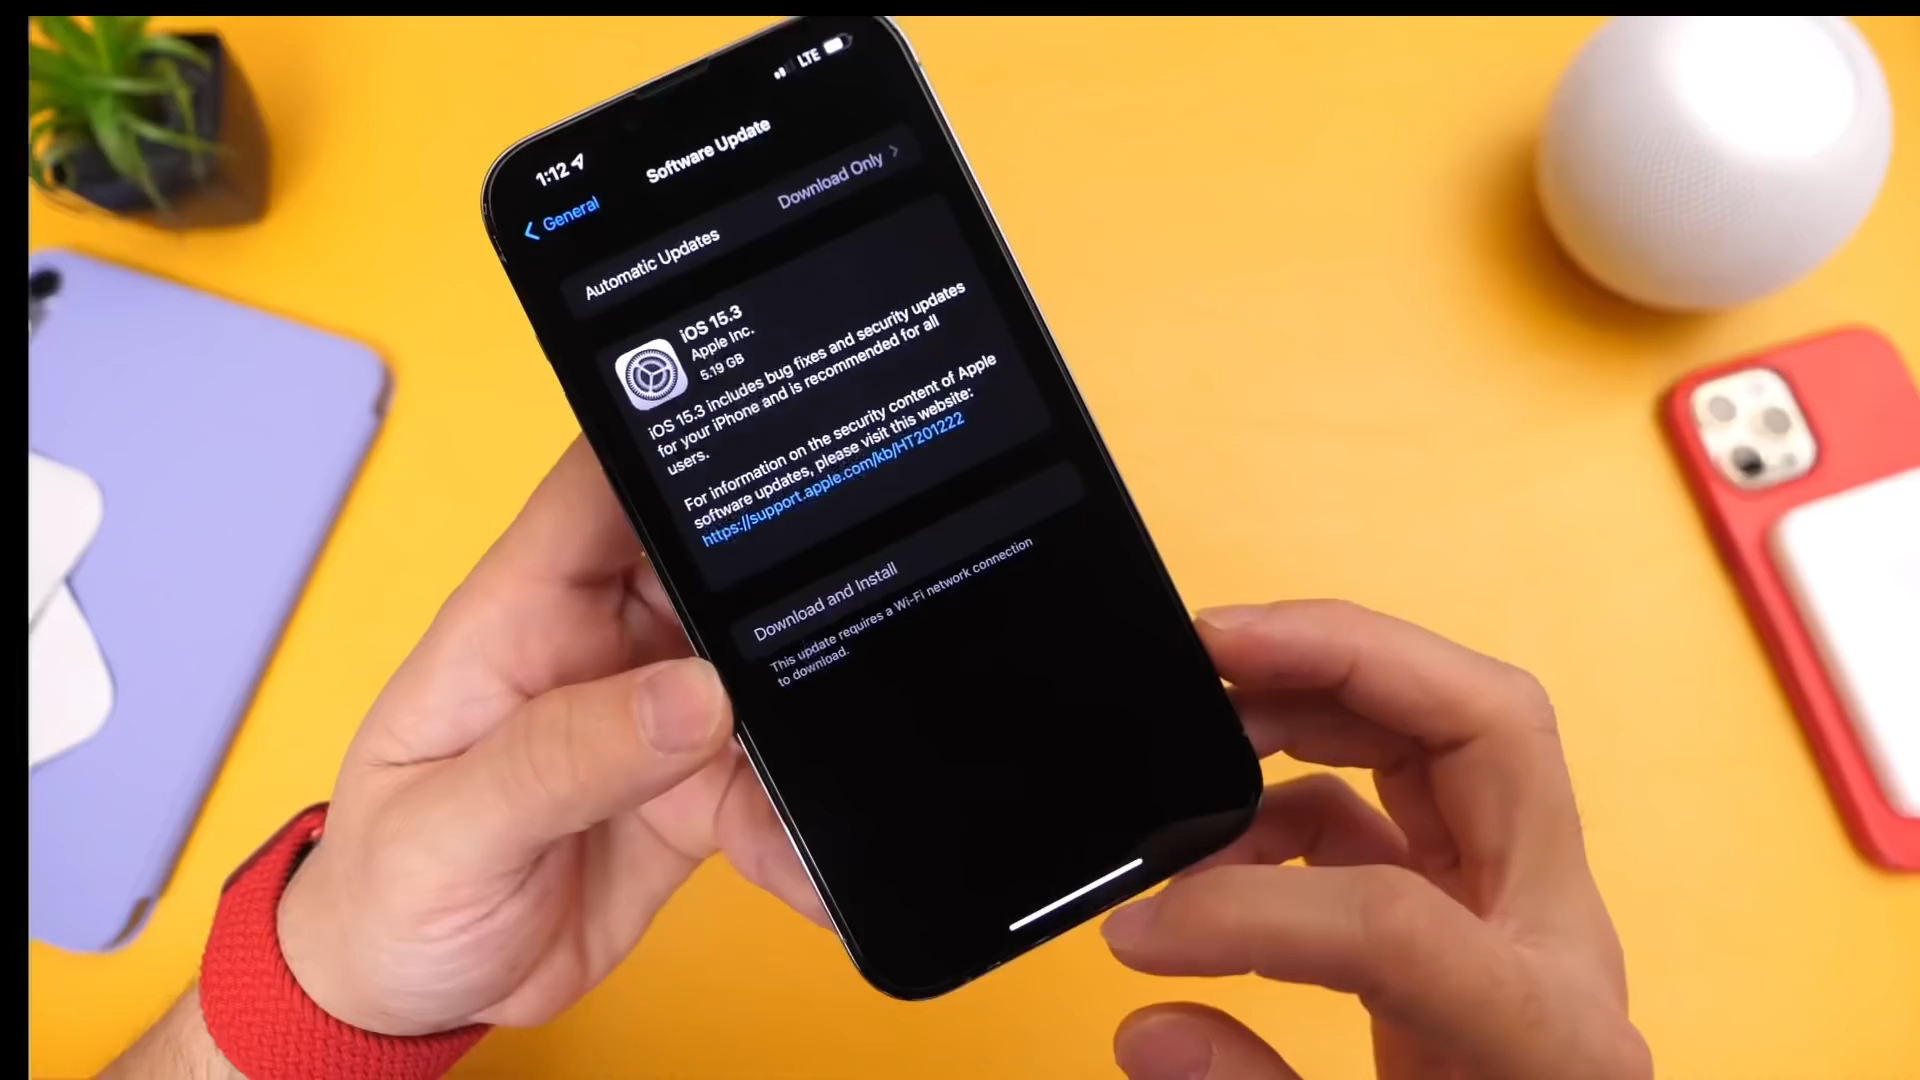 LTE
1:12
General
Software Update
Automatic Updates
Download Only
iOS 15.3
Apple Inc.
5.19 GB
iOS 15.3 includes bug fixes and security updates
for your iPhone and is recommended for all
users.
For information on the security content of Apple
software updates, please visit this website:
https://support.apple.com/kb/HT201222
Download and Install
This update requires a Wi-Fi network connection
to download.